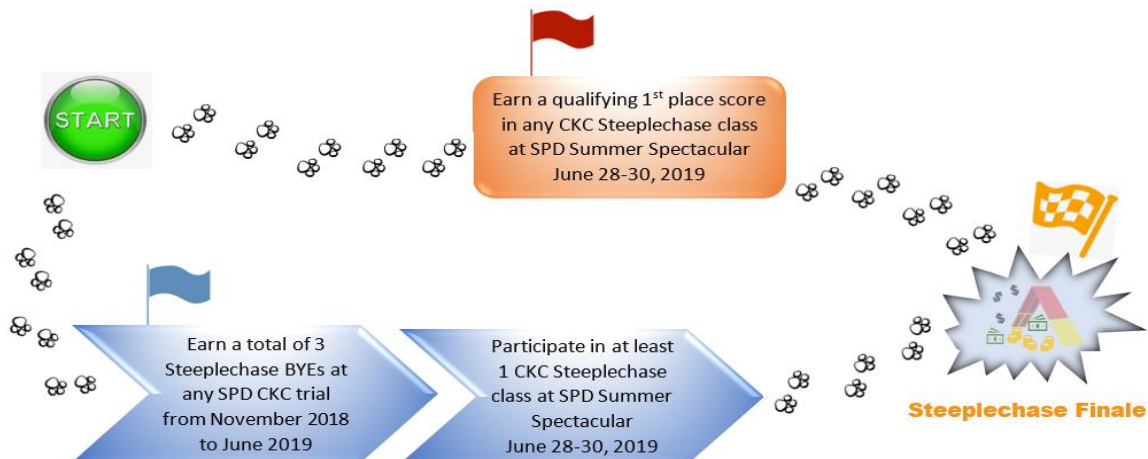 START
Earn a qualifying 1st place score
in any CKC Steeplechase class
at SPD Summer Spectacular
June 28-30, 2019
Earn a total of 3
Steeplechase BYEs at
any SPD CKC trial
from November 2018
to June 2019
Participate in at least
1 CKC Steeplechase
class at SPD Summer
Spectacular
June 28-30, 2019
$
$
$
Steeplechase Finale